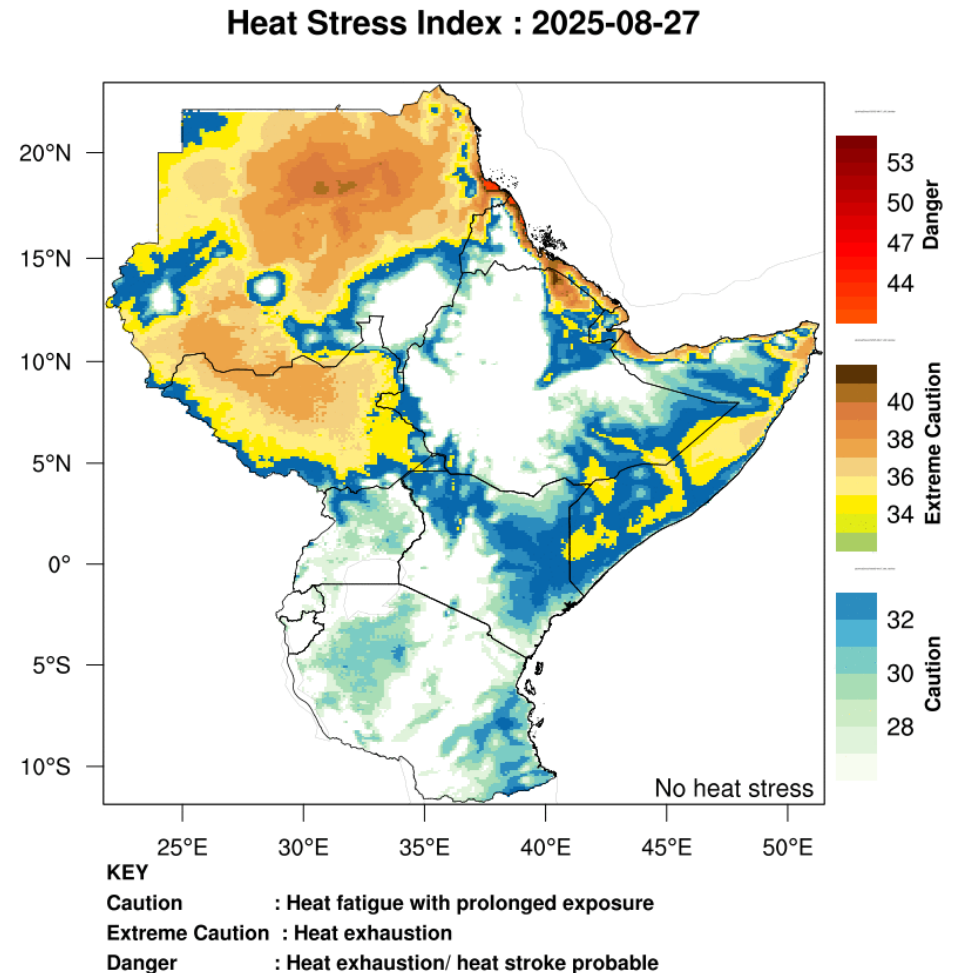 Heat Stress Index : 2025-08-27
20°N
15°N
10°N
5°N
0°
5°S
10°S
25°E
30°E
35°E
40°E
45°E
50°E
53
50
47
44
Danger
40
38
36
34
Extreme Caution
32
30
28
Caution
No heat stress
KEY
Caution : Heat fatigue with prolonged exposure
Extreme Caution : Heat exhaustion
Danger : Heat exhaustion/ heat stroke probable